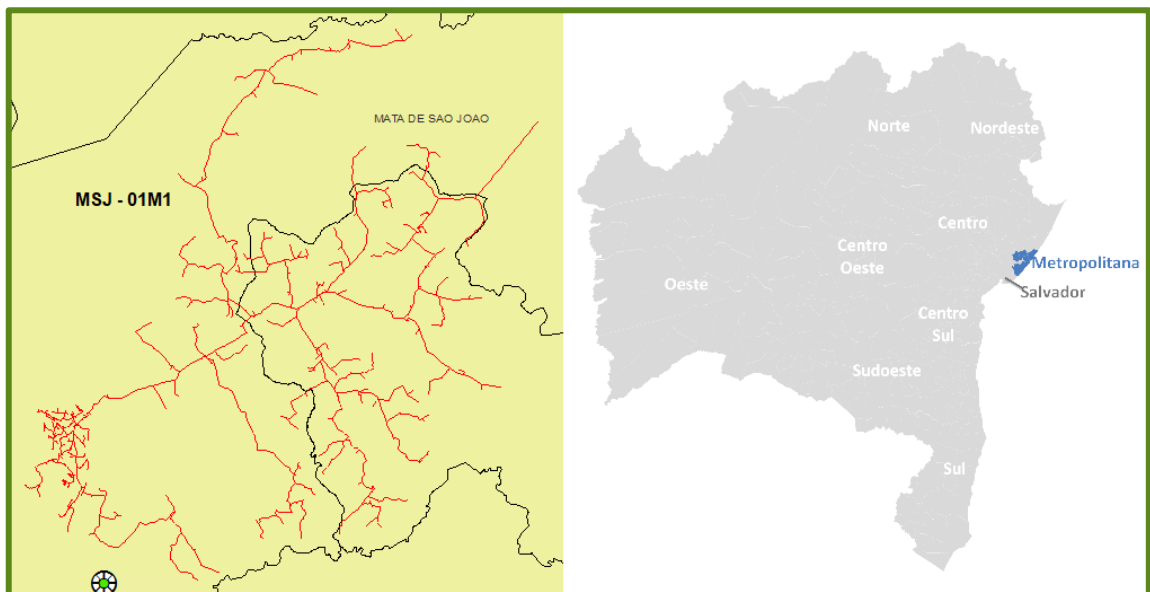 MATA DE SAO JOAO
MSJ - 01M1
Norte
Nordeste
Centro
Centro
Oeste
Metropolitana
Oeste
Salvador
Centro
Sul
Sudoeste
Sul